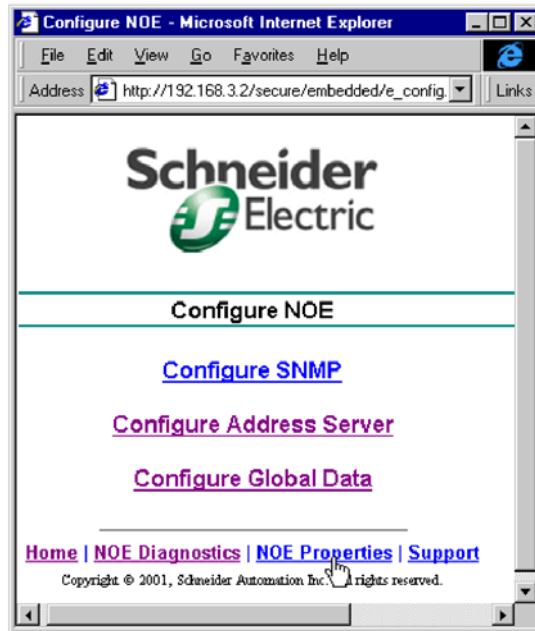 Configure NOE - Microsoft Internet Explorer
File Edit View Go Favorites Help
Address http://192.168.3.2/secure/embedded/e_config. Links
Schneider
Electric
Configure NOE
Configure SNMP
Configure Address Server
Configure Global Data
Home | NOE Diagnostics | NOE Properties | Support
Copyright © 2001, Schneider Automation Inc. rights reserved.